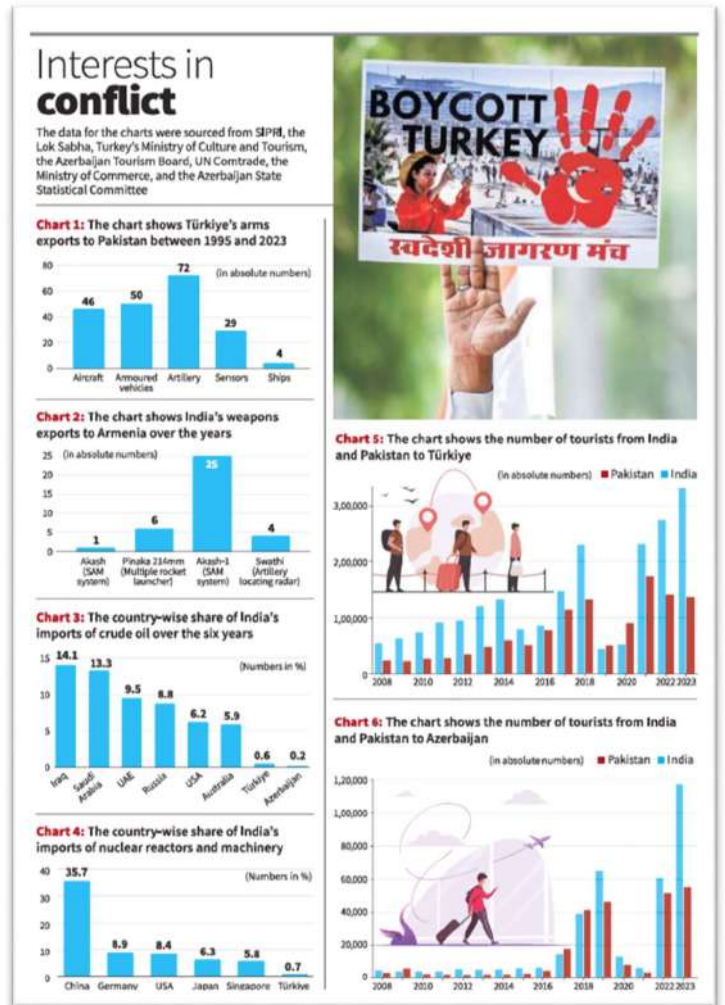 Interests in
conflict
The data for the charts were sourced from SIPRI, the
Lok Sabha, Turkey's Ministry of Culture and Tourism,
the Azerbaijan Tourism Board, UN Comtrade, the
Ministry of Commerce, and the Azerbaijan State
Statistical Committee
BOYCOTT
TURKEY
स्वदेशी जागरण मंच
Chart 1: The chart shows Türkiye's arms
exports to Pakistan between 1995 and 2023
(in absolute numbers)
80
60
40
20
0
46
50
72
29
4
Aircraft
Armoured
vehicles
Artillery
Sensors
Ships
Chart 2: The chart shows India's weapons
exports to Armenia over the years
(in absolute numbers)
25
20
15
10
5
0
1
6
25
4
Akash
(SAM
system)
Pinaka 214mm
(Multiple rocket
launcher)
Akash-1
(SAM
system)
Swathi
(Artillery
locating radar)
Chart 3: The country-wise share of India's
imports of crude oil over the six years
(Numbers in %)
15
10
5
0
14.1
13.3
9.5
8.8
6.2
5.9
0.6
0.2
Iraq
Saudi
Arabia
UAE
Russia
USA
Australia
Türkiye
Azerbaijan
Chart 4: The country-wise share of India's
imports of nuclear reactors and machinery
(Numbers in %)
40
30
20
10
0
35.7
8.9
8.4
6.3
5.8
0.7
China
Germany
USA
Japan
Singapore
Türkiye
Chart 5: The chart shows the number of tourists from India
and Pakistan to Türkiye
(in absolute numbers) Pakistan India
3,00,000
2,00,000
1,00,000
0
2008 2010 2012 2014 2016 2018 2020 2022 2023
Chart 6: The chart shows the number of tourists from India
and Pakistan to Azerbaijan
(in absolute numbers) Pakistan India
1,20,000
1,00,000
80,000
60,000
40,000
20,000
0
2008 2010 2012 2014 2016 2018 2020 2022 2023